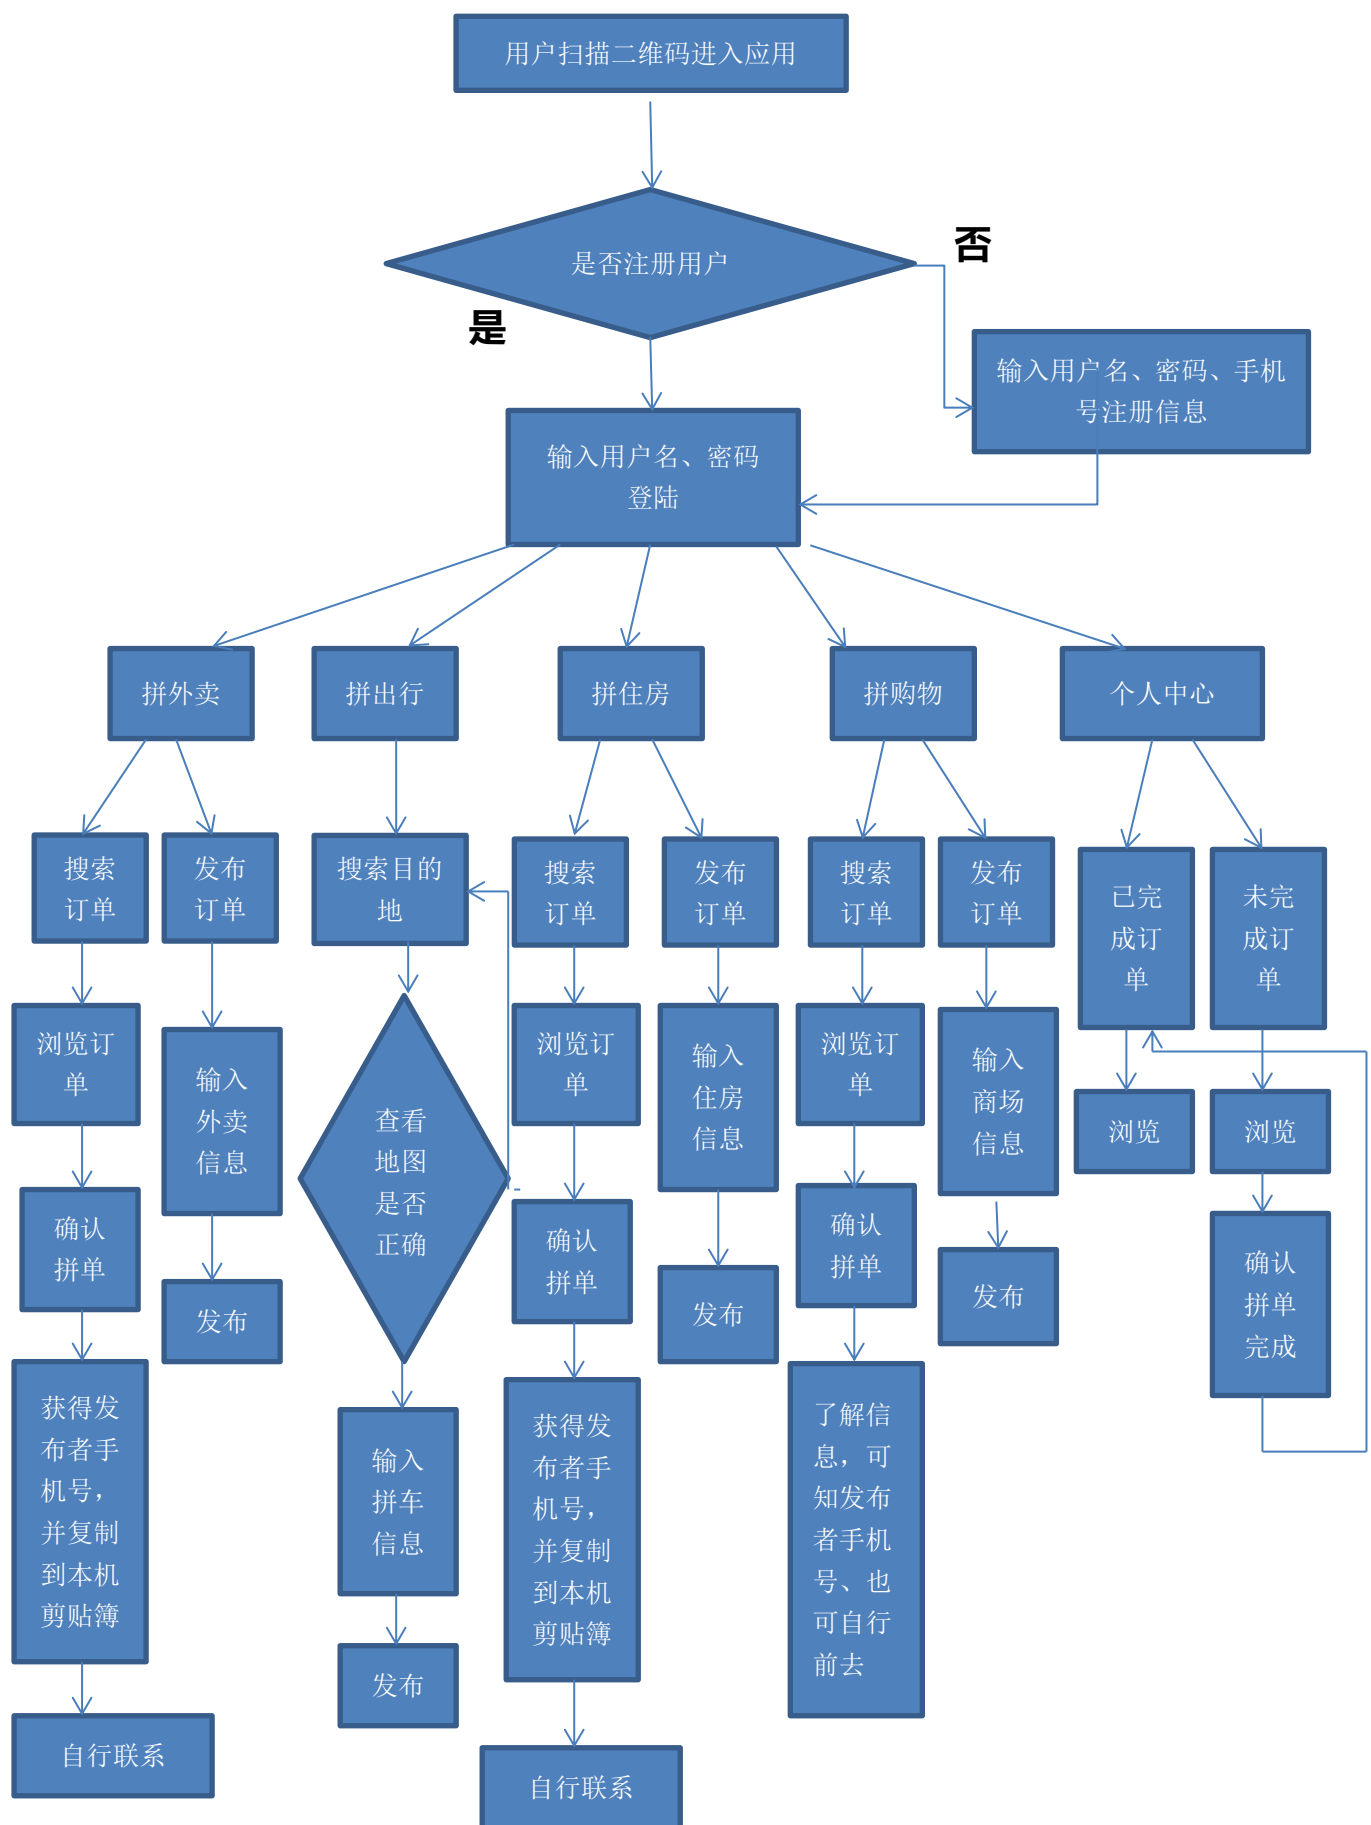 用户扫描二维码进入应用
是否注册用户
否
是
输入用户名、密码、手机
号注册信息
输入用户名、密码
登陆
拼外卖
拼出行
拼住房
拼购物
个人中心
搜索
订单
发布
订单
搜索目的
地
搜索
订单
发布
订单
搜索
订单
发布
订单
已完
成订
单
未完
成订
单
浏览订
单
输入
外卖
信息
查看
地图
是否
正确
浏览订
单
输入
住房
信息
浏览订
单
输入
商场
信息
浏览
浏览
确认
拼单
发布
确认
拼单
发布
确认
拼单
发布
确认
拼单
完成
获得发
布者手
机号，
并复制
到本机
剪贴簿
输入
拼车
信息
获得发
布者手
机号，
并复制
到本机
剪贴簿
了解信
息，可
知发布
者手机
号、也
可自行
前去
发布
自行联系
自行联系